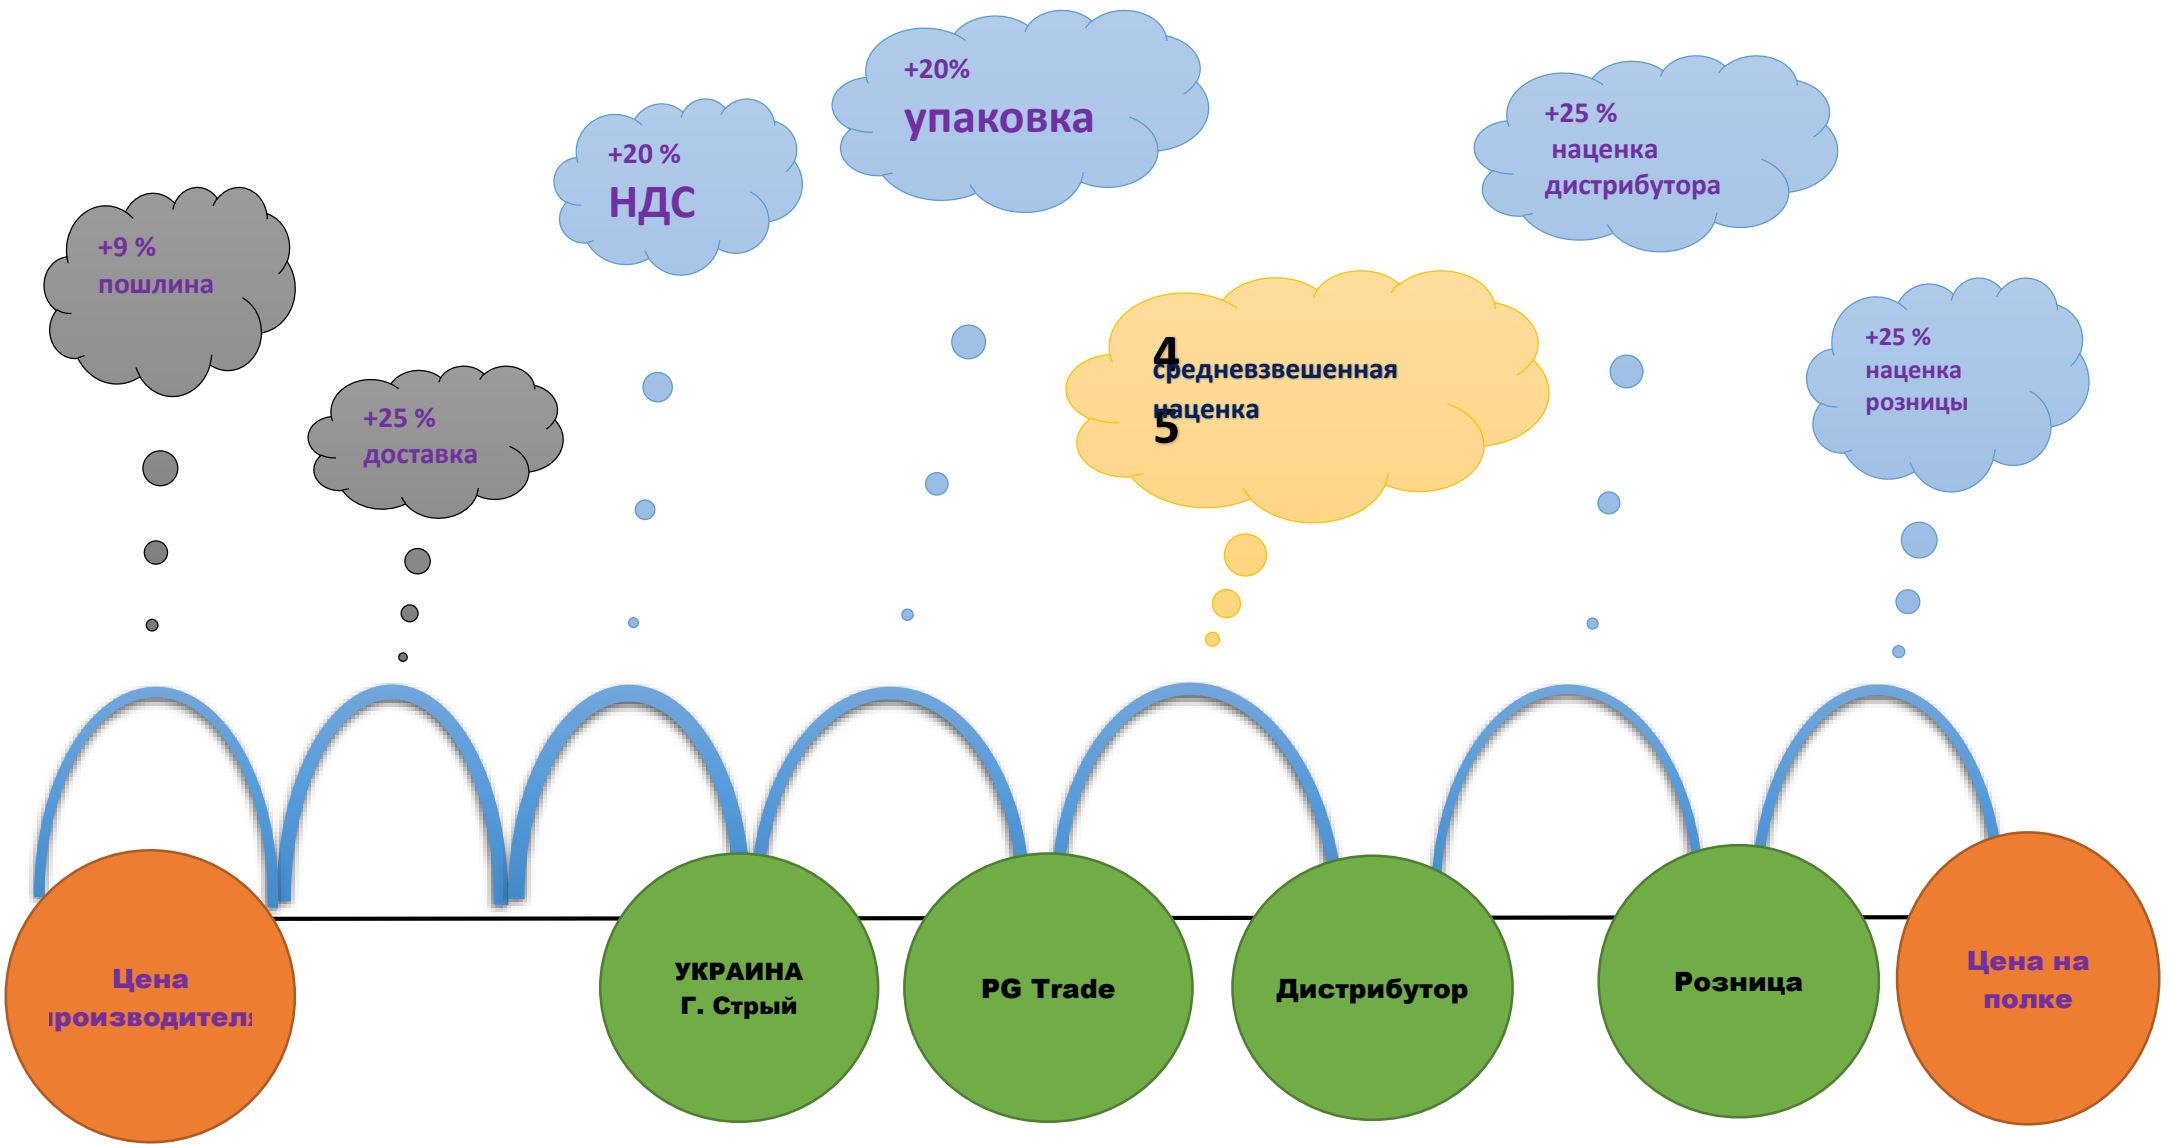 +9 %
пошлина
+25 %
доставка
+20 %
НДС
+20%
упаковка
4
средневзвешенная
наценка
5
+25 %
наценка
дистрибутора
+25 %
наценка
розницы
Цена
производителя
УКРАИНА
Г. Стрый
PG Trade
Дистрибутор
Розница
Цена на
полке